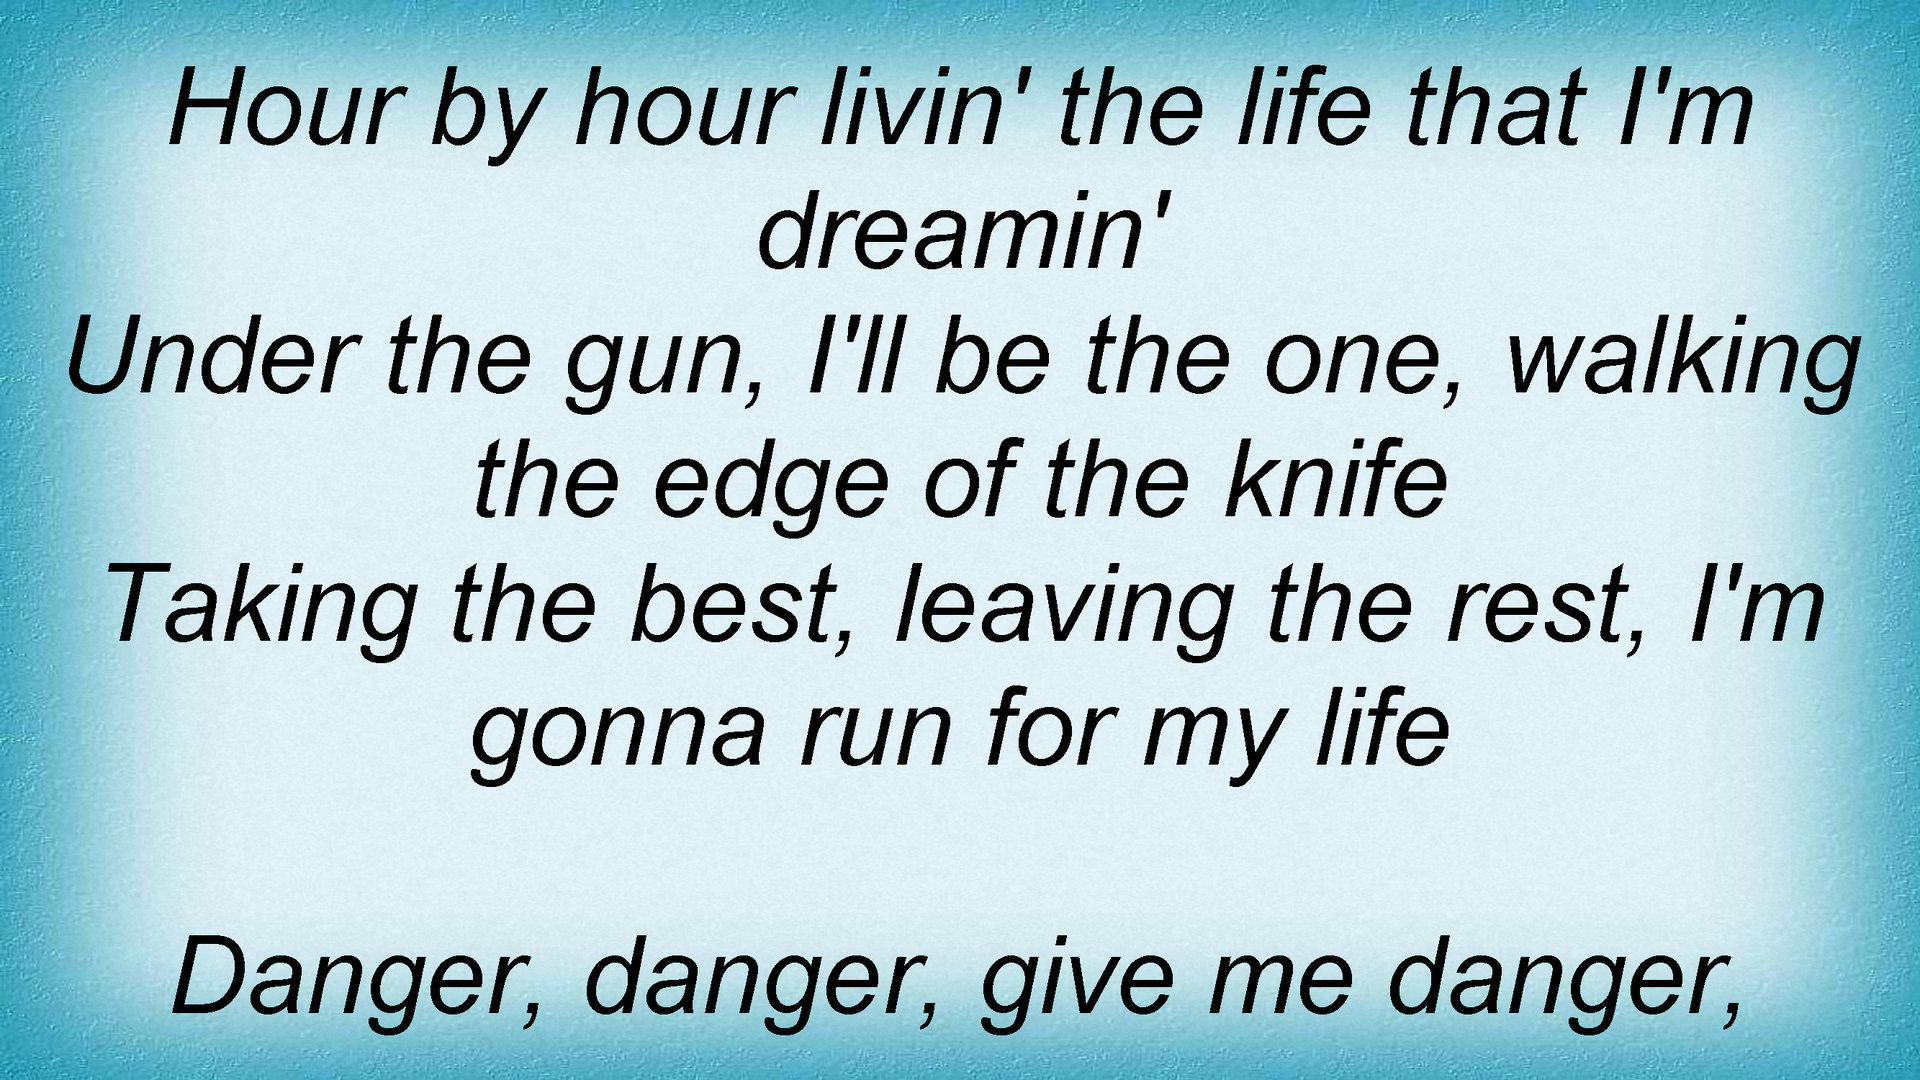 Hour by hour livin' the life that I'm
dreamin'
Under the gun, I'll be the one, walking
the edge of the knife
Taking the best, leaving the rest, I'm
gonna run for my life
Danger, danger, give me danger,